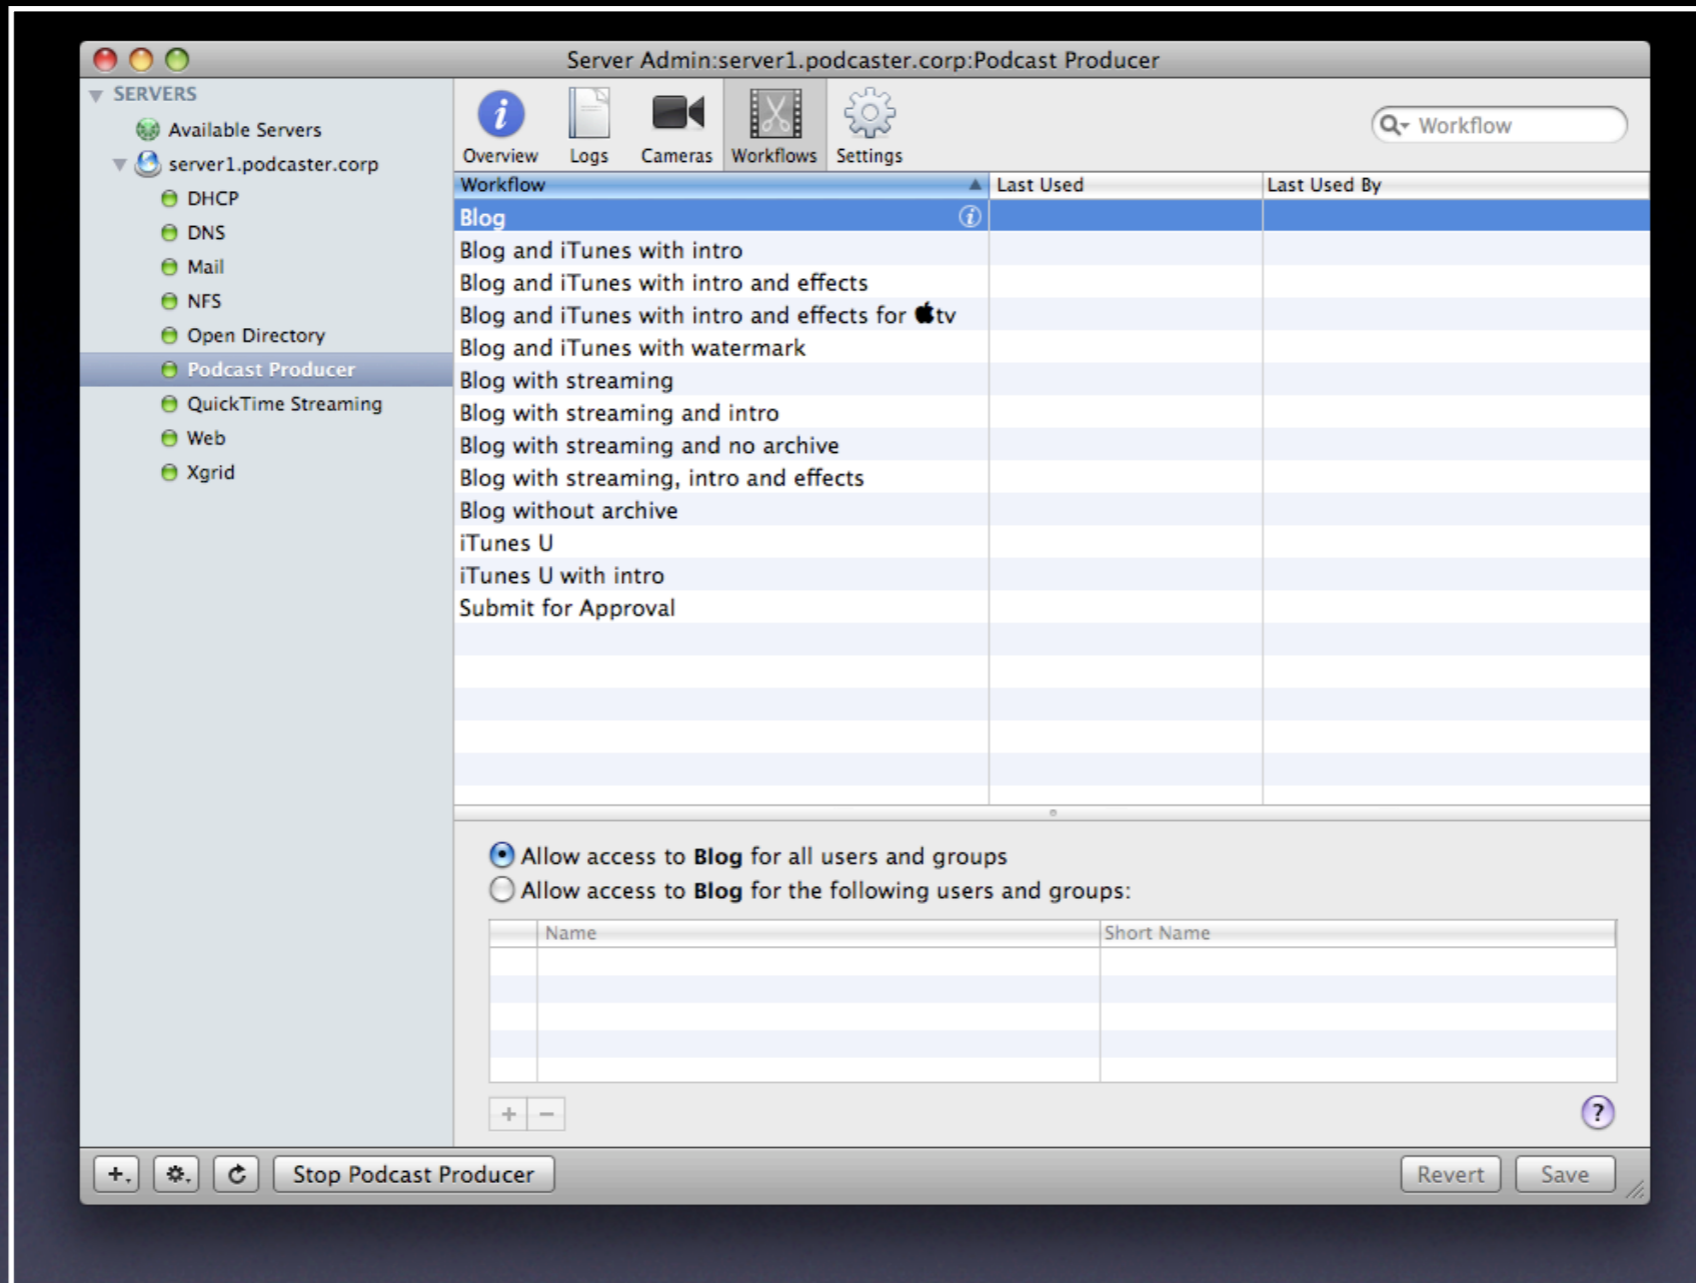 Server Admin:server1.podcaster.corp:Podcast Producer
SERVERS
Available Servers
server1.podcaster.corp
DHCP
DNS
Mail
NFS
Open Directory
Podcast Producer
QuickTime Streaming
Web
Xgrid
Overview
Logs
Cameras
Workflows
Settings
Workflow
Workflow
Last Used
Last Used By
Blog
Blog and iTunes with intro
Blog and iTunes with intro and effects
Blog and iTunes with intro and effects for tv
Blog and iTunes with watermark
Blog with streaming
Blog with streaming and intro
Blog with streaming and no archive
Blog with streaming, intro and effects
Blog without archive
iTunes U
iTunes U with intro
Submit for Approval
Allow access to Blog for all users and groups
Allow access to Blog for the following users and groups:
Name
Short Name
+ −
?
Stop Podcast Producer
Revert
Save